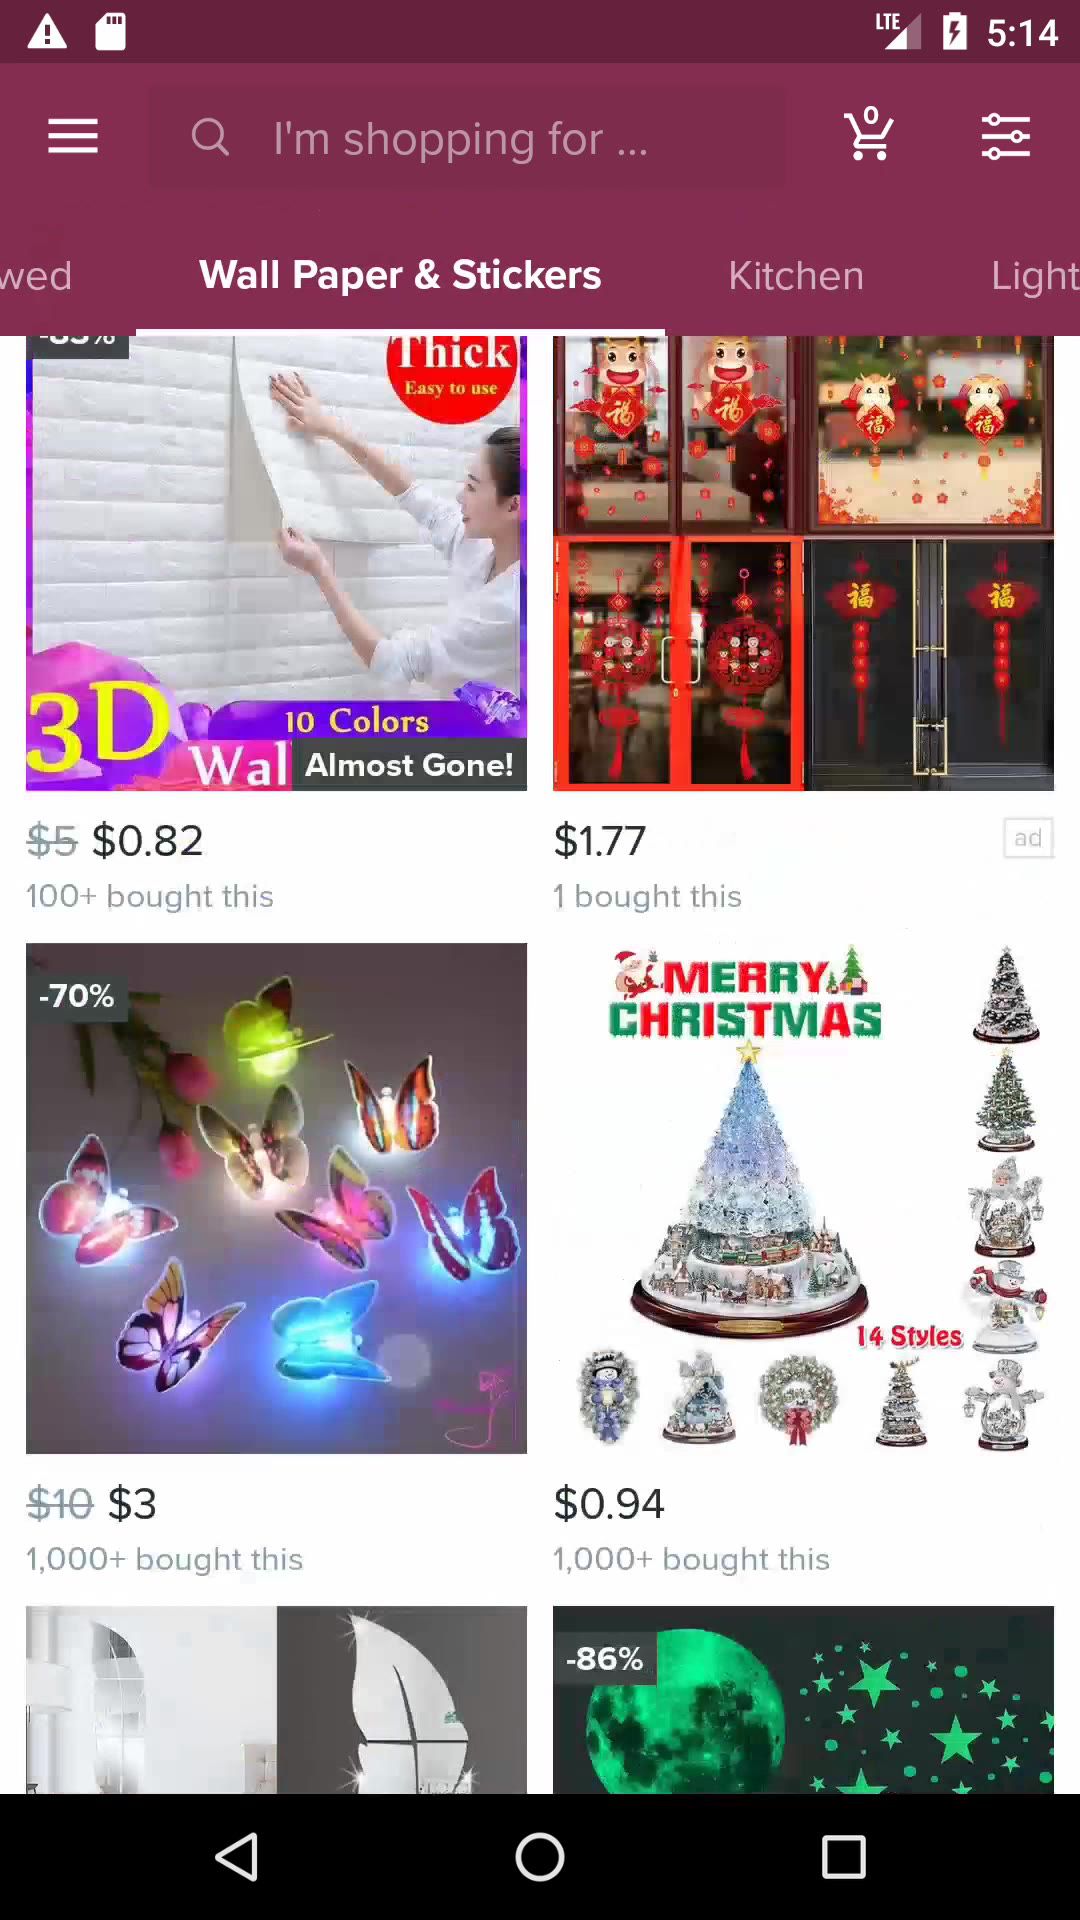 LTE 5:14
I'm shopping for ...
0
wed
Wall Paper & Stickers
Kitchen
Light
-83%
Thick
Easy to use
3D
10 Colors
Wal
Almost Gone!
福 福
福 福
福 福
$5 $0.82
100+ bought this
$1.77
ad
1 bought this
-70%
MERRY
CHRISTMAS
14 Styles
$10 $3
1,000+ bought this
$0.94
1,000+ bought this
-86%